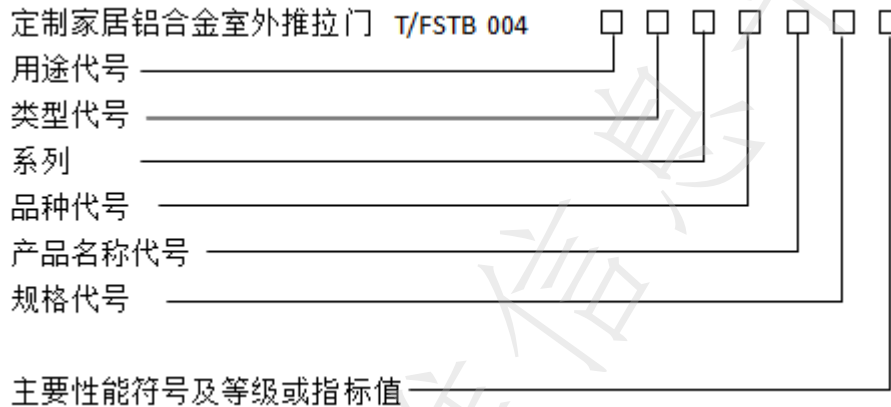 定制家居铝合金室外推拉门 T/FSTB 004 □ □ □ □ □ □ □
用途代号
类型代号
系列
品种代号
产品名称代号
规格代号
主要性能符号及等级或指标值
信息